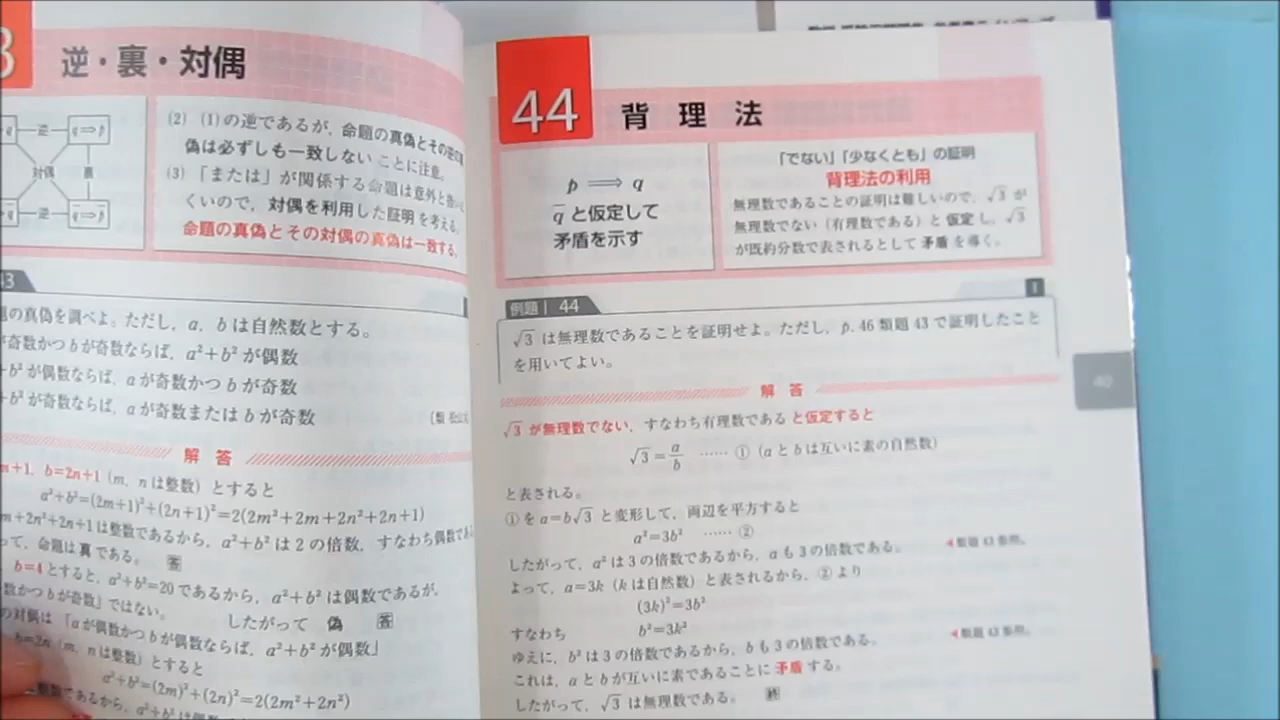 逆・裏・対偶
逆
q⇒p
対偶
裏
逆
(2) (1)の逆であるが，命題の真偽とその逆の真
偽は必ずしも一致しないことに注意。
(3) 「または」が関係する命題は意外と
くいので，対偶を利用した証明を考える。
命題の真偽とその対偶の真偽は一致する。
43
の真偽を調べよ。ただし，a，bは自然数とする。
奇数かつbが奇数ならば，a²+b²が偶数
+b²が偶数ならば，aが奇数かつbが奇数
+b²が奇数ならば，aが奇数またはbが奇数
解答
m+1，b=2n+1（m，nは整数）とすると
a²+b²=(2m+1)²+(2n+1)²=2(2m²+2m+2n²+2n+1)
m+2n²+2n+1は整数であるから，a²+b²は2の倍数，すなわち偶数であ
って，命題は真である。 答
b=4とすると，a²+b²=20であるから，a²+b²は偶数であるが，
数かつbが奇数」ではない。
したがって 偽 答
の対偶は「aが偶数かつbが偶数ならば，a²+b²が偶数」
b=2n（m，nは整数）とすると
a²+b²=(2m)²+(2n)²=2(2m²+2n²)
数であるから，a²+b²は偶数
44 背理法
p ⟹ q
q̄と仮定して
矛盾を示す
「でない」「少なくとも」の証明
背理法の利用
無理数であることの証明は難しいので，√3が
無理数でない（有理数である）と仮定し，√3
が既約分数で表されるとして矛盾を導く。
例題 44
√3は無理数であることを証明せよ。ただし，p.46類題43で証明したこと
を用いてよい。
解答
√3が無理数でない，すなわち有理数であると仮定すると
√3=a/b ……①（aとbは互いに素の自然数）
と表される。
①をa=b√3と変形して，両辺を平方すると
a²=3b² ……②
したがって，a²は3の倍数であるから，aも3の倍数である。 ◀類題43参照。
よって，a=3k（kは自然数）と表されるから，②より
(3k)²=3b²
すなわち b²=3k²
ゆえに，b²は3の倍数であるから，bも3の倍数である。 ◀類題43参照。
これは，aとbが互いに素であることに矛盾する。
したがって，√3は無理数である。 終